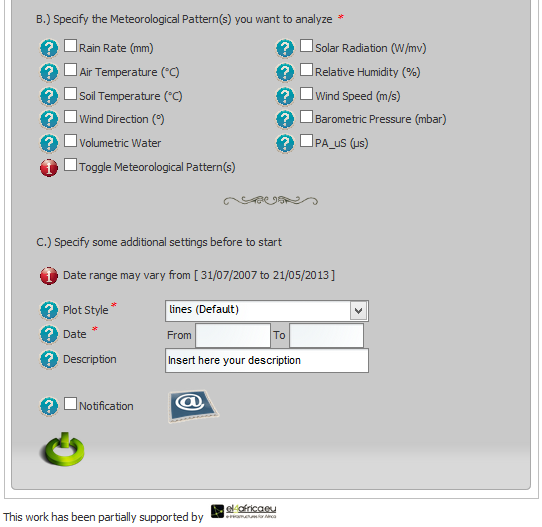 B.) Specify the Meteorological Pattern(s) you want to analyze *
Rain Rate (mm) Solar Radiation (W/mv)
Air Temperature (°C) Relative Humidity (%)
Soil Temperature (°C) Wind Speed (m/s)
Wind Direction (°) Barometric Pressure (mbar)
Volumetric Water PA_uS (µs)
Toggle Meteorological Pattern(s)
C.) Specify some additional settings before to start
Date range may vary from [ 31/07/2007 to 21/05/2013 ]
Plot Style * lines (Default)
Date * From To
Description Insert here your description
Notification @
This work has been partially supported by ei4africa.eu
e-Infrastructures for Africa